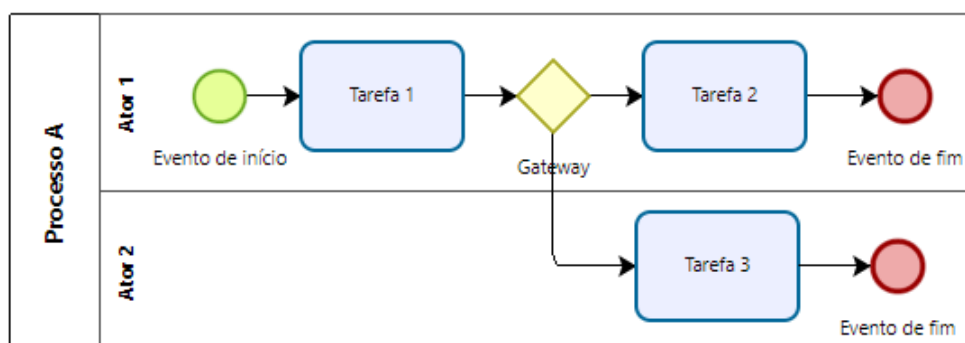 Processo A
Ator 1
Evento de início
Tarefa 1
Gateway
Tarefa 2
Evento de fim
Ator 2
Tarefa 3
Evento de fim